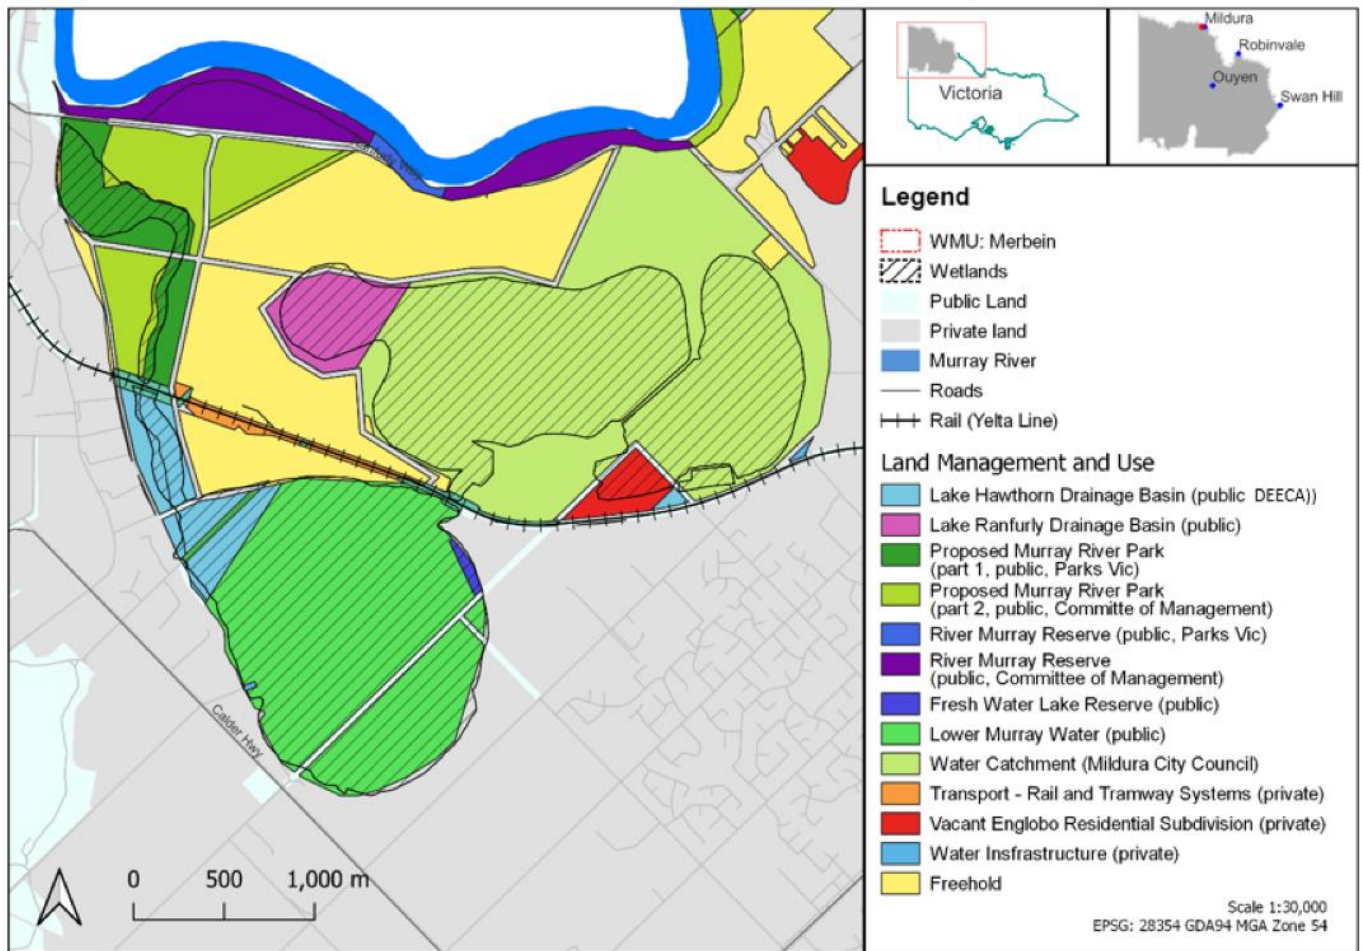 Mildura
Robinvale
Ouyen
Swan Hill
Victoria
Legend
WMU: Merbein
Wetlands
Public Land
Private land
Murray River
Roads
Rail (Yelta Line)
Land Management and Use
Lake Hawthorn Drainage Basin (public DEECA))
Lake Ranfurly Drainage Basin (public)
Proposed Murray River Park
(part 1, public, Parks Vic)
Proposed Murray River Park
(part 2, public, Committe of Management)
River Murray Reserve (public, Parks Vic)
River Murray Reserve
(public, Committee of Management)
Fresh Water Lake Reserve (public)
Lower Murray Water (public)
Water Catchment (Mildura City Council)
Transport - Rail and Tramway Systems (private)
Vacant Englobo Residential Subdivision (private)
Water Insfrastructure (private)
Freehold
Scale 1:30,000
EPSG: 28354 GDA94 MGA Zone 54
Calder Hwy
0 500 1,000 m